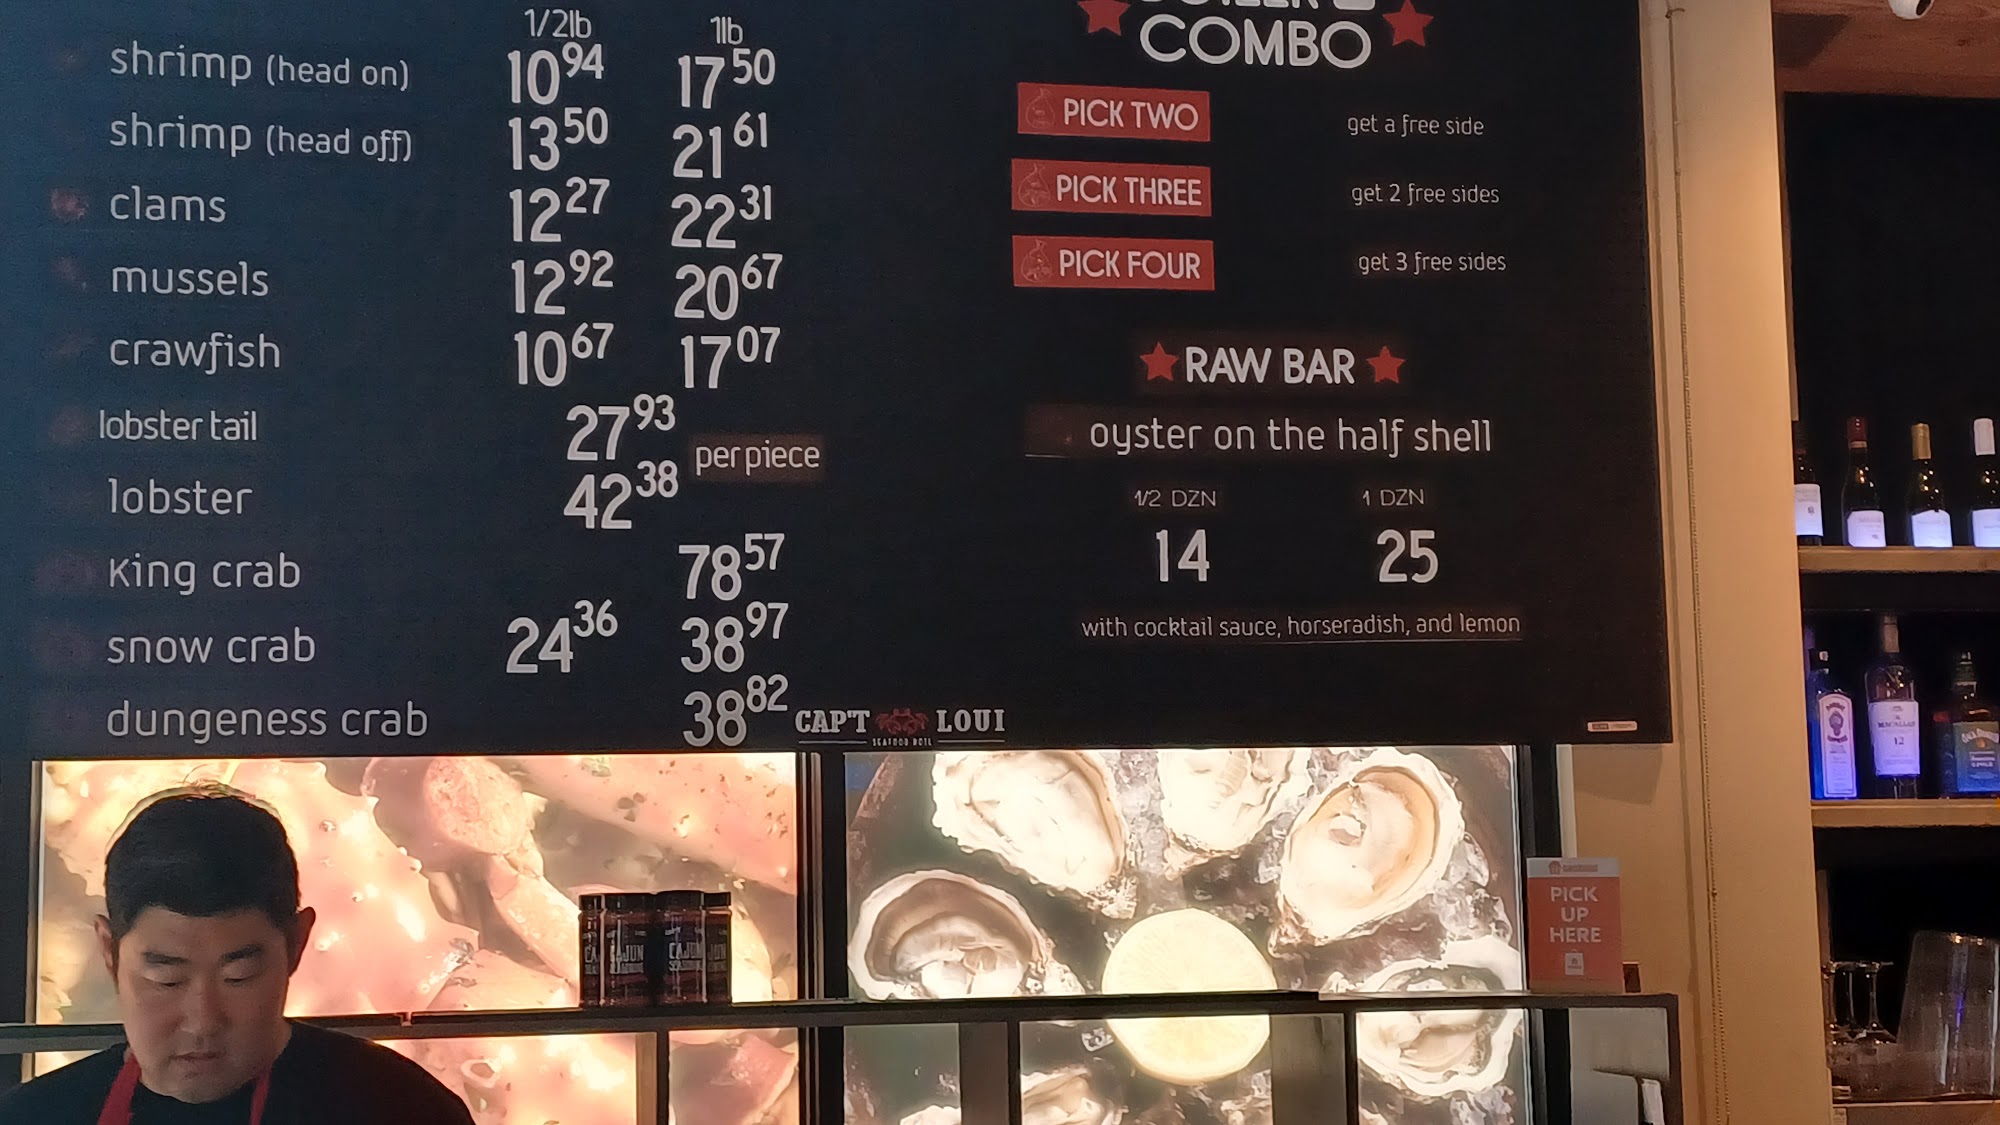 1/2lb 1lb
shrimp (head on) 10 94 17 50
shrimp (head off) 13 50 21 61
clams 12 27 22 31
mussels 12 92 20 67
crawfish 10 67 17 07
lobster tail 27 93
per piece
lobster 42 38
King crab 78 57
snow crab 24 36 38 97
dungeness crab 38 82
CAP'T LOUI
SEAFOOD BOIL
COMBO
PICK TWO get a free side
PICK THREE get 2 free sides
PICK FOUR get 3 free sides
RAW BAR
oyster on the half shell
1/2 DZN 1 DZN
14 25
with cocktail sauce, horseradish, and lemon
CAJUN
CAJUN
PICK
UP
HERE
MACALLAN
12